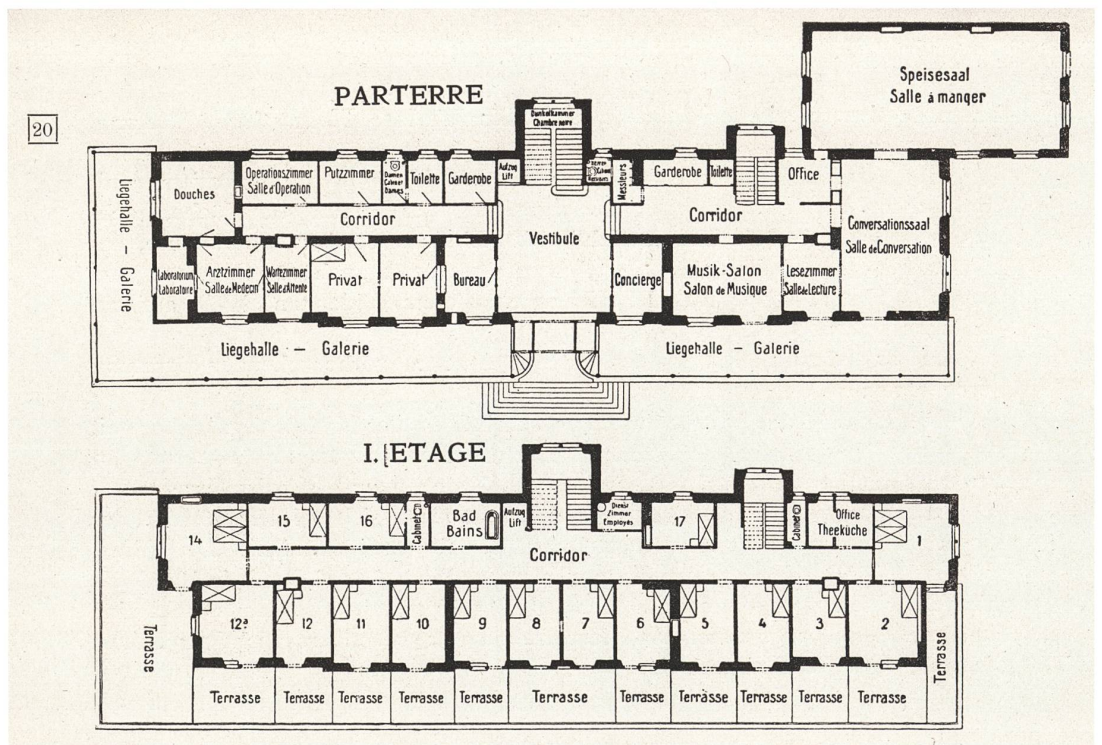 PARTERRE
20
Speisesaal
Salle à manger
Dunkelkammer
Chambre noire
Liegehalle – Galerie
Douches
Operationszimmer
Salle d'Operation
Putzzimmer
Damen
Cabinet
Dames
Toilette
Garderobe
Aufzug
Lift
Messieurs
Garderobe
Toilette
Office
Corridor
Vestibule
Corridor
Conversationssaal
Salle de Conversation
Laboratorium
Laboratoire
Arztzimmer
Salle de Medecin
Wartezimmer
Salle d'Attente
Privat
Privat
Bureau
Concierge
Musik-Salon
Salon de Musique
Lesezimmer
Salle de Lecture
Liegehalle – Galerie
Liegehalle – Galerie
I. ETAGE
14
15
16
Cabinet
Bad
Bains
Aufzug
Lift
Dienst
Zimmer
Employés
17
Cabinet
Office
Theeküche
1
Corridor
Terrasse
12ª
12
11
10
9
8
7
6
5
4
3
2
Terrasse
Terrasse
Terrasse
Terrasse
Terrasse
Terrasse
Terrasse
Terrasse
Terrasse
Terrasse
Terrasse
Terrasse